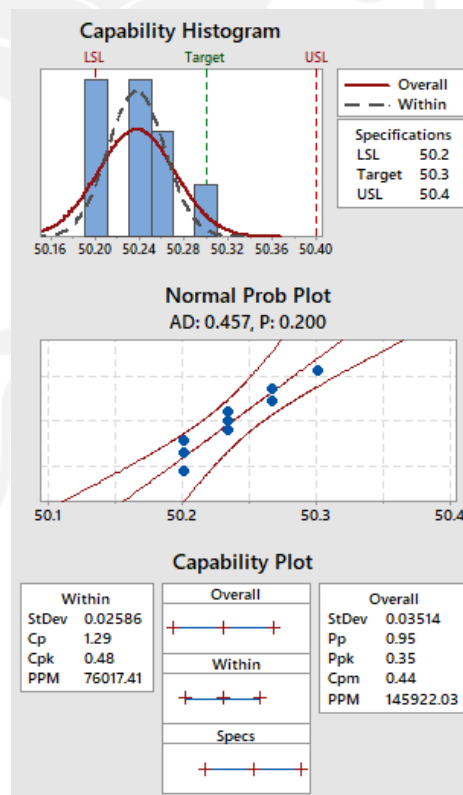 Capability Histogram
LSL Target USL
Overall
Within
Specifications
LSL 50.2
Target 50.3
USL 50.4
50.16 50.20 50.24 50.28 50.32 50.36 50.40
Normal Prob Plot
AD: 0.457, P: 0.200
50.1 50.2 50.3 50.4
Capability Plot
Within
StDev 0.02586
Cp 1.29
Cpk 0.48
PPM 76017.41
Overall
Within
Specs
Overall
StDev 0.03514
Pp 0.95
Ppk 0.35
Cpm 0.44
PPM 145922.03